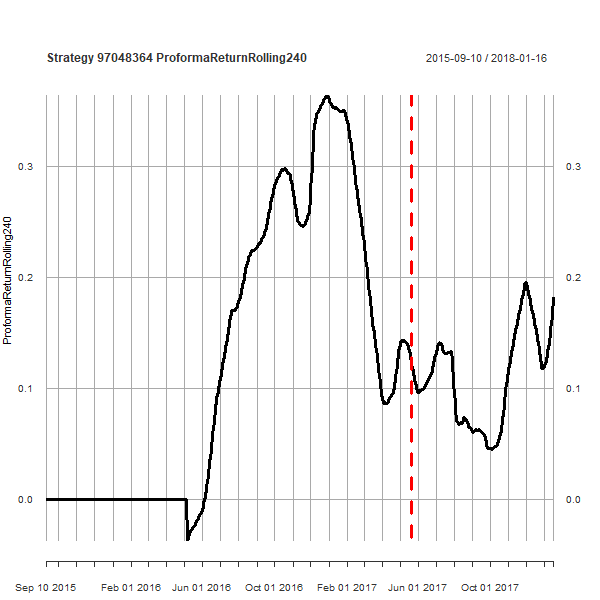 Strategy 97048364 ProformaReturnRolling240
2015-09-10 / 2018-01-16
ProformaReturnRolling240
0.3
0.3
0.2
0.2
0.1
0.1
0.0
0.0
Sep 10 2015
Feb 01 2016
Jun 01 2016
Oct 01 2016
Feb 01 2017
Jun 01 2017
Oct 01 2017